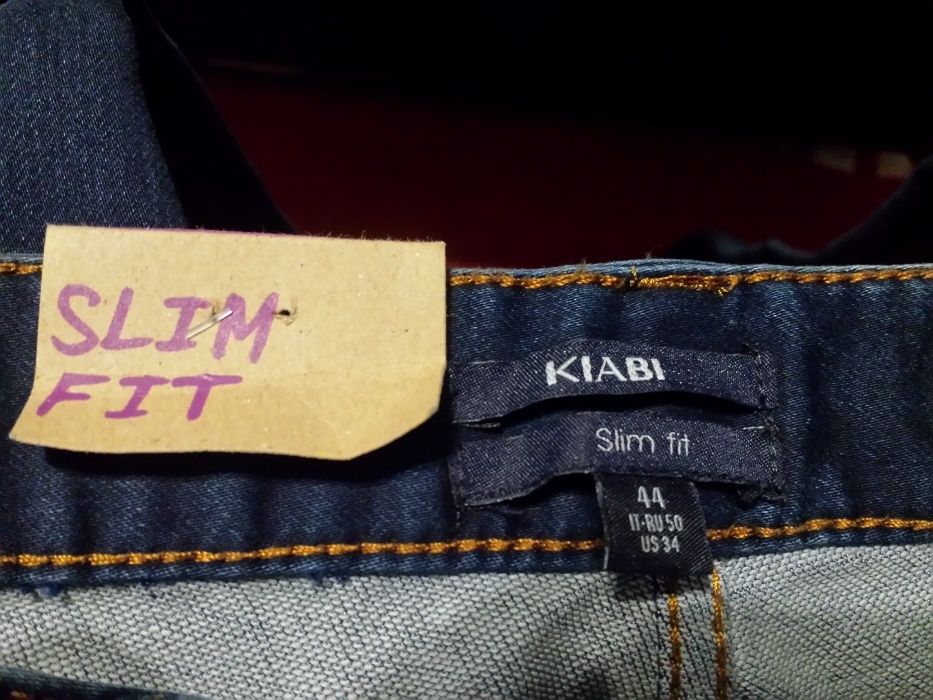 SLIM
FIT
KIABI
Slim fit
44
IT-RU 50
US 34